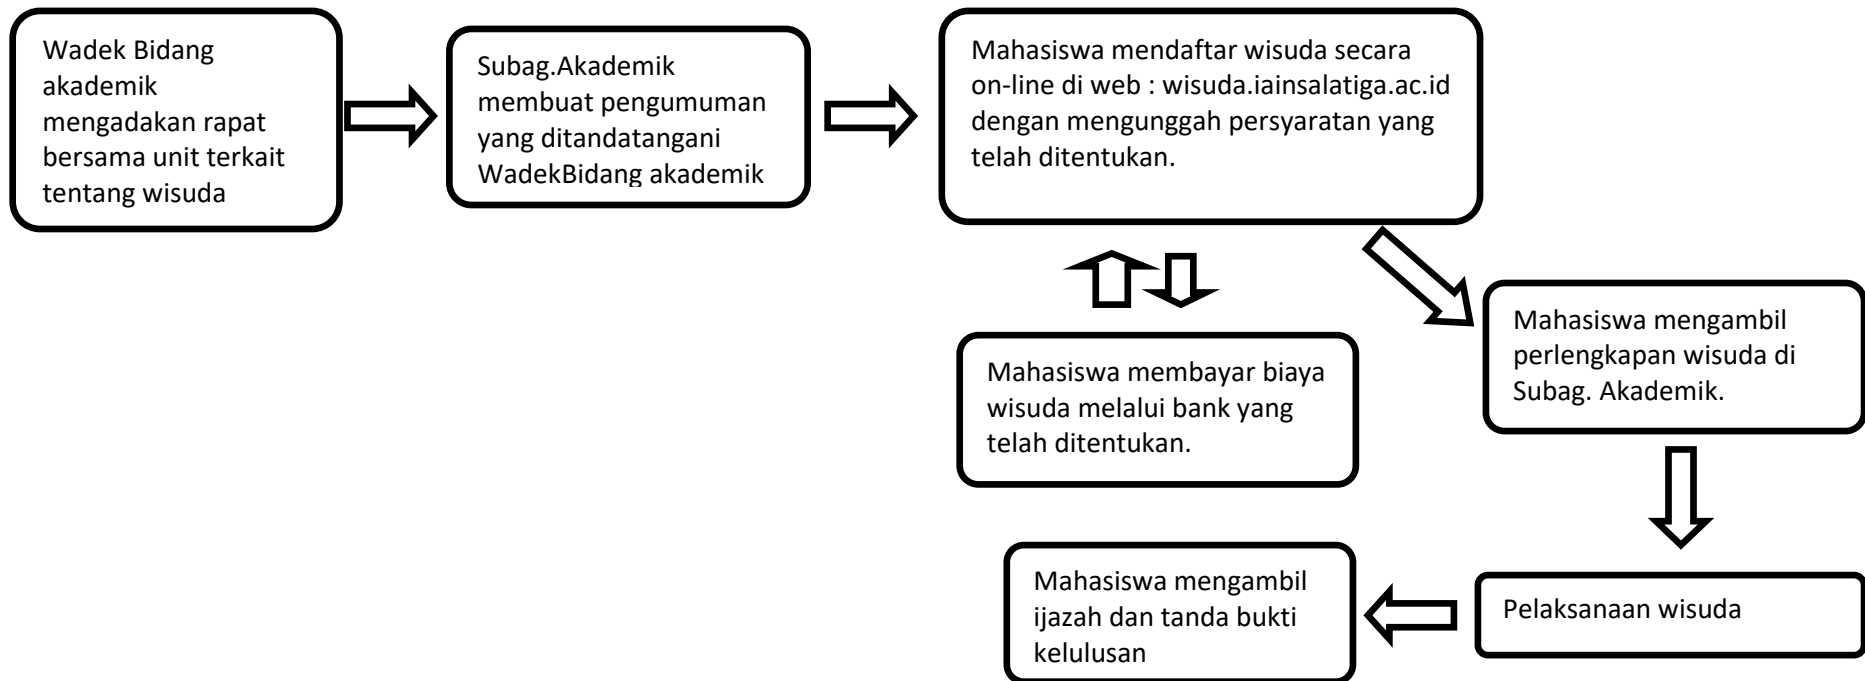 Wadek Bidang
akademik
mengadakan rapat
bersama unit terkait
tentang wisuda
Subag.Akademik
membuat pengumuman
yang ditandatangani
WadekBidang akademik
Mahasiswa mendaftar wisuda secara
on-line di web : wisuda.iainsalatiga.ac.id
dengan mengunggah persyaratan yang
telah ditentukan.
Mahasiswa membayar biaya
wisuda melalui bank yang
telah ditentukan.
Mahasiswa mengambil
perlengkapan wisuda di
Subag. Akademik.
Pelaksanaan wisuda
Mahasiswa mengambil
ijazah dan tanda bukti
kelulusan